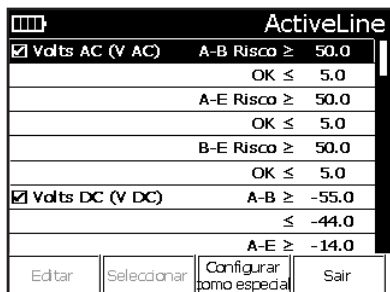 ActiveLine
☑ Volts AC (V AC) A-B Risco ≥ 50.0
OK ≤ 5.0
A-E Risco ≥ 50.0
OK ≤ 5.0
B-E Risco ≥ 50.0
OK ≤ 5.0
☑ Volts DC (V DC) A-B ≥ -55.0
≤ -44.0
A-E ≥ -14.0
Editar Seleccionar Configurar tomo especial Sair